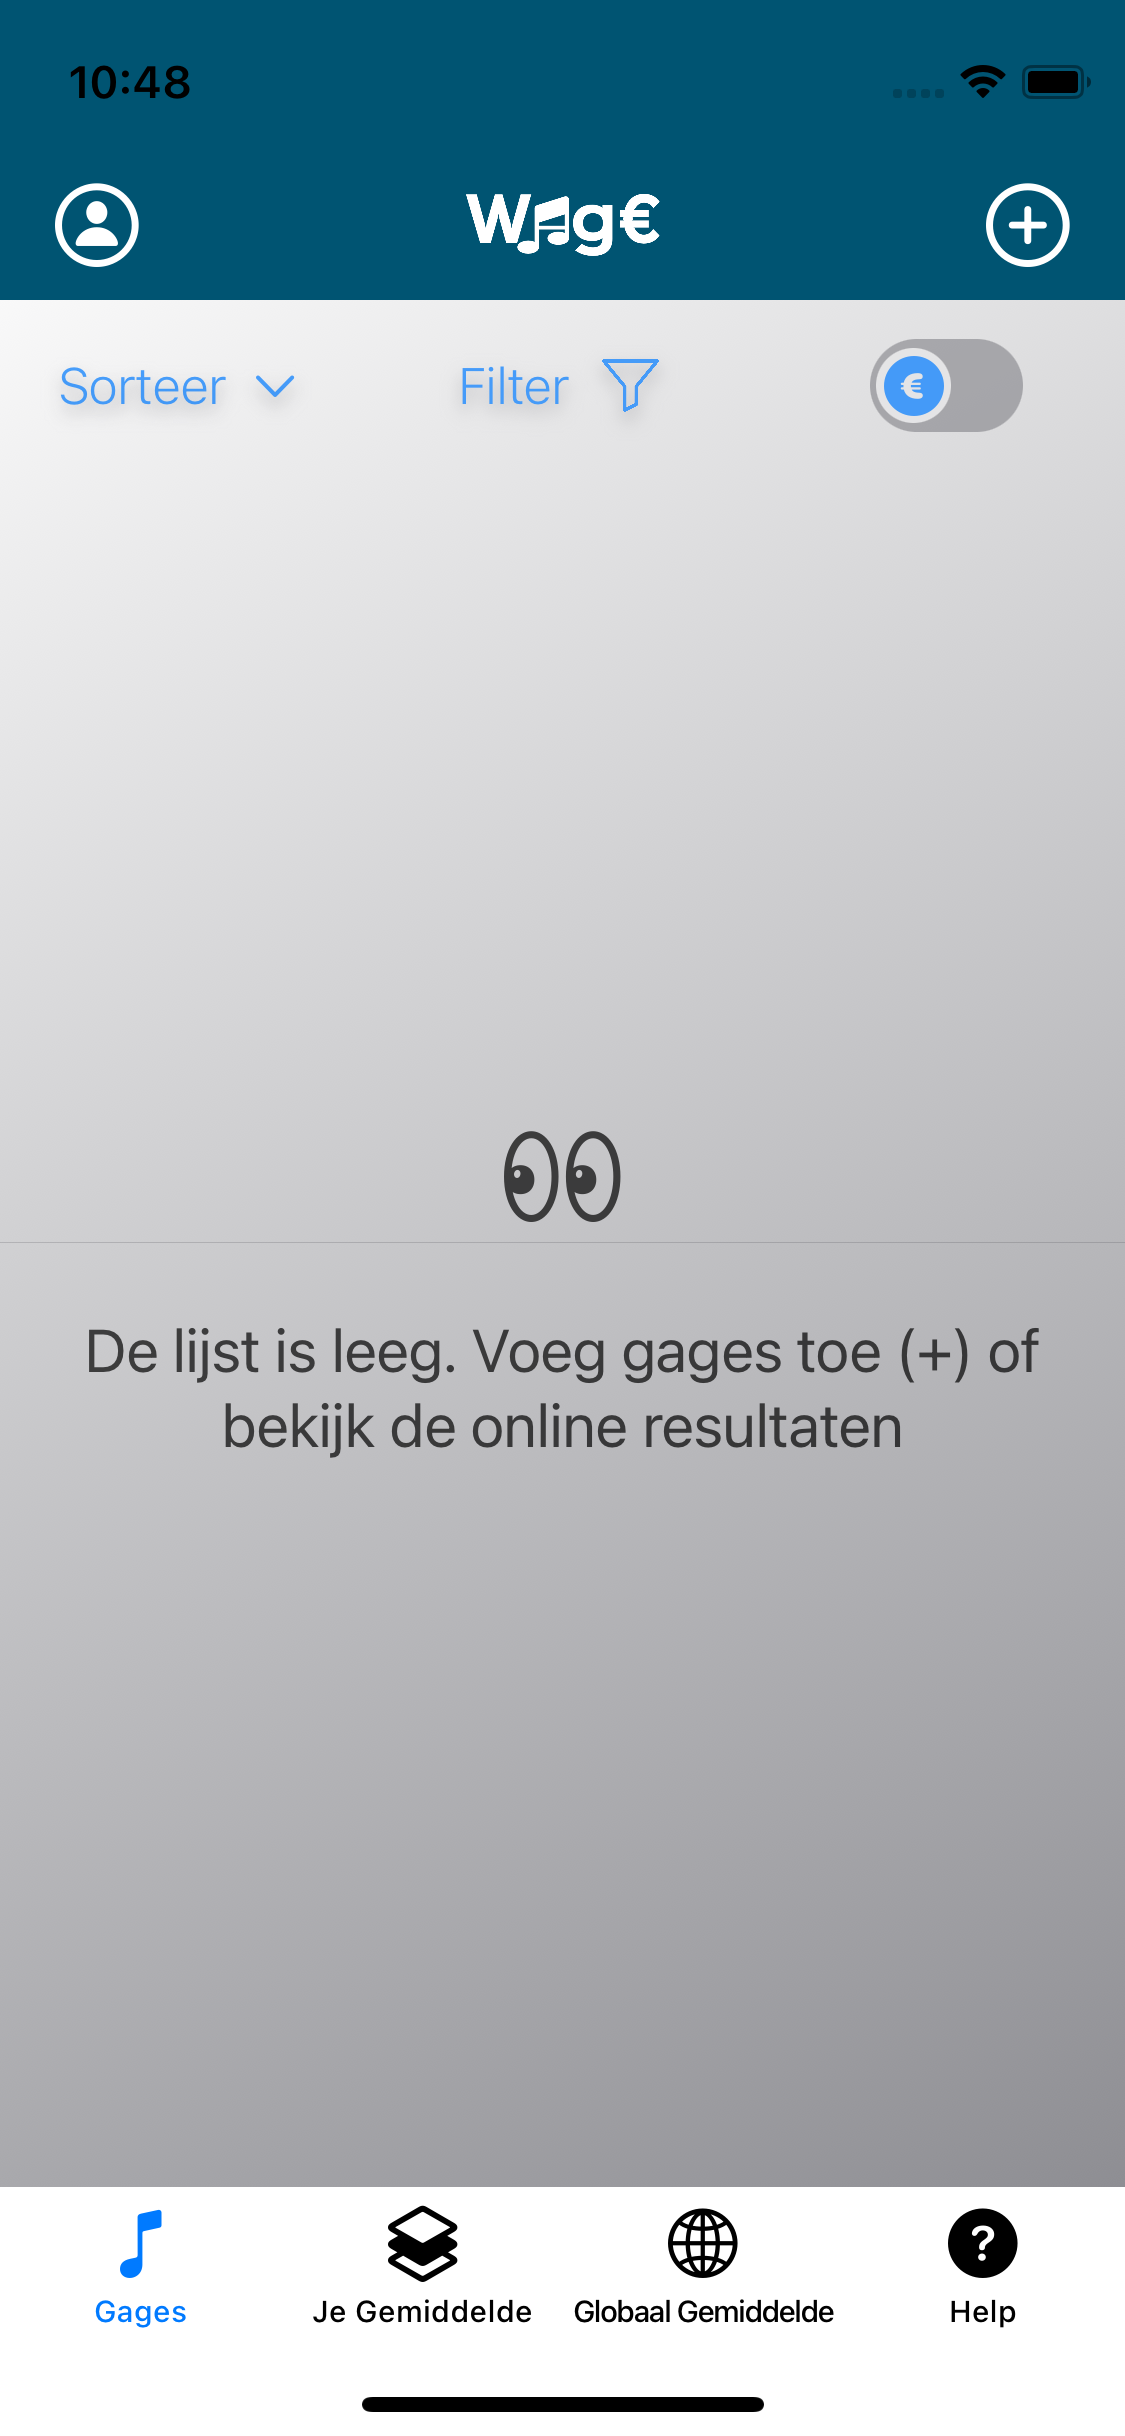 10:48
Wag€
Sorteer
Filter
€
De lijst is leeg. Voeg gages toe (+) of
bekijk de online resultaten
Gages
Je Gemiddelde
Globaal Gemiddelde
Help